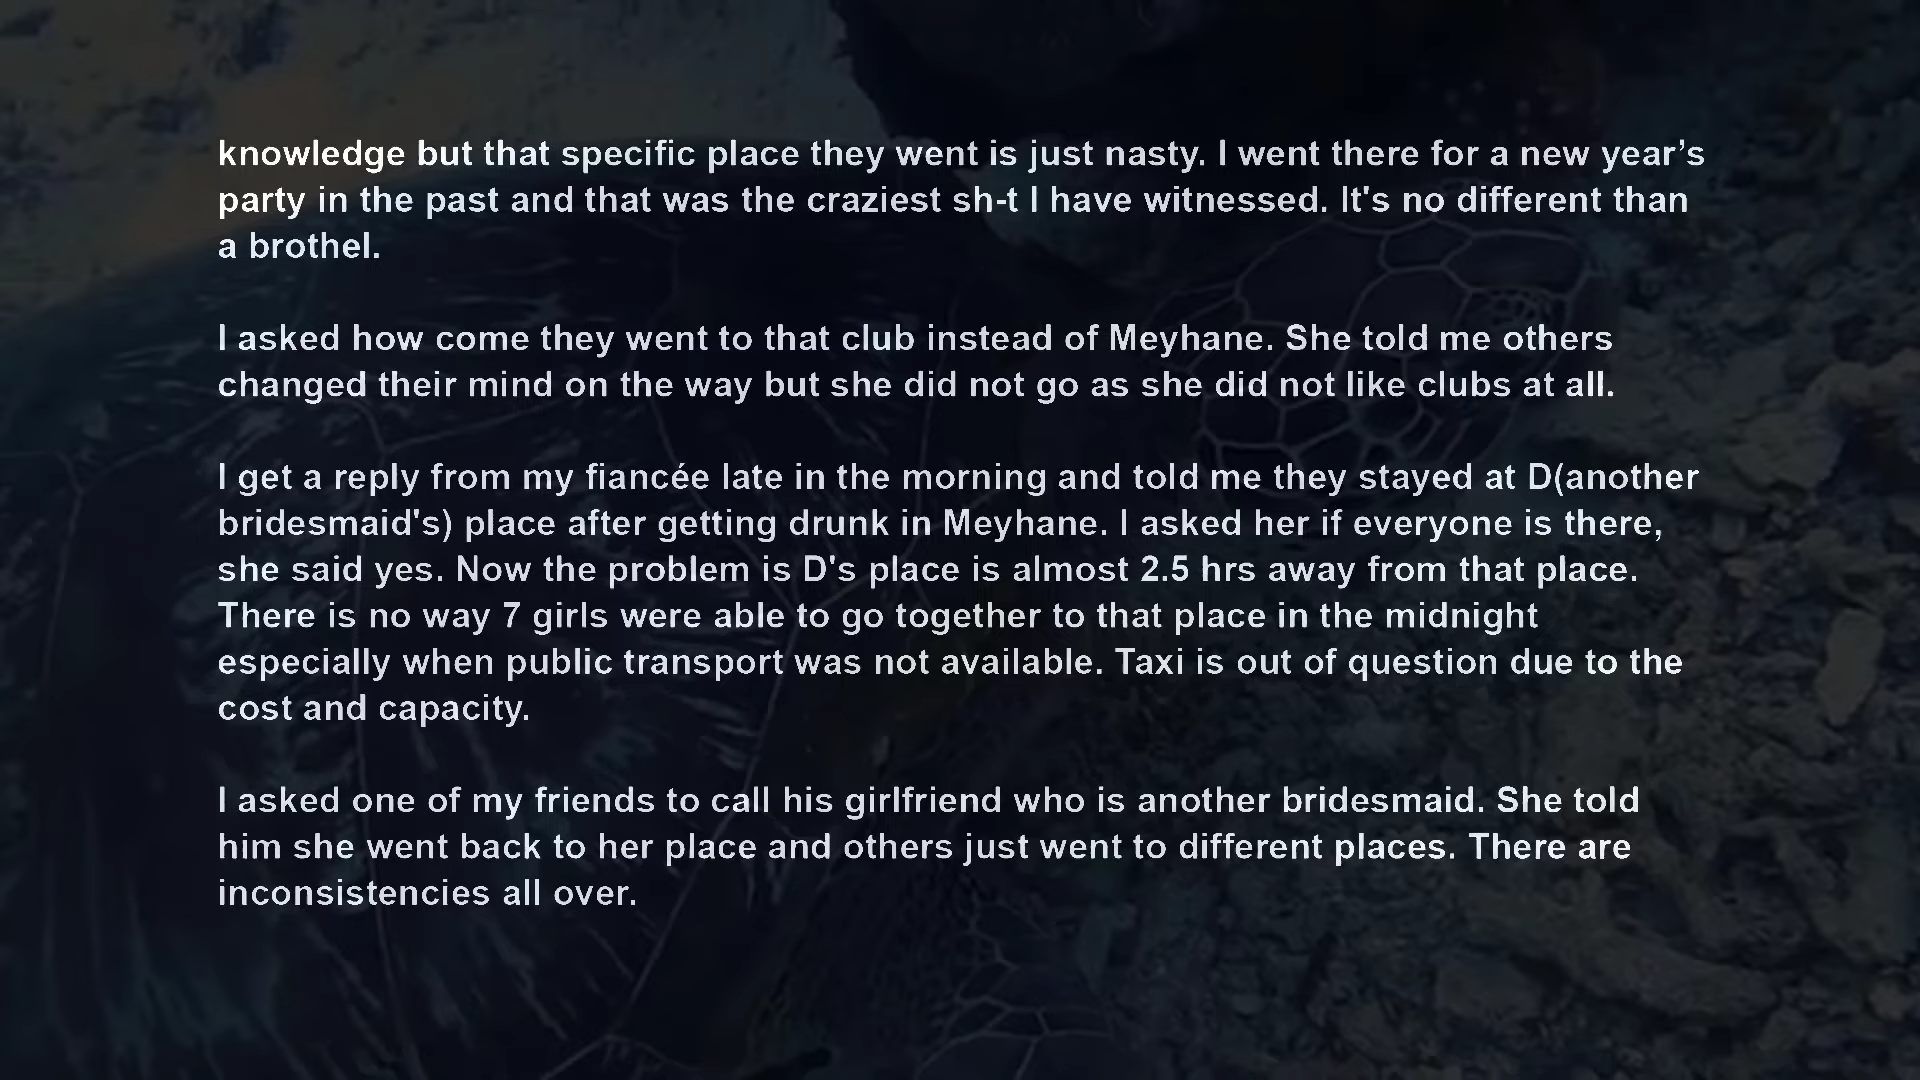 knowledge but that specific place they went is just nasty. I went there for a new year’s
party in the past and that was the craziest sh-t I have witnessed. It's no different than
a brothel.
I asked how come they went to that club instead of Meyhane. She told me others
changed their mind on the way but she did not go as she did not like clubs at all.
I get a reply from my fiancée late in the morning and told me they stayed at D(another
bridesmaid's) place after getting drunk in Meyhane. I asked her if everyone is there,
she said yes. Now the problem is D's place is almost 2.5 hrs away from that place.
There is no way 7 girls were able to go together to that place in the midnight
especially when public transport was not available. Taxi is out of question due to the
cost and capacity.
I asked one of my friends to call his girlfriend who is another bridesmaid. She told
him she went back to her place and others just went to different places. There are
inconsistencies all over.